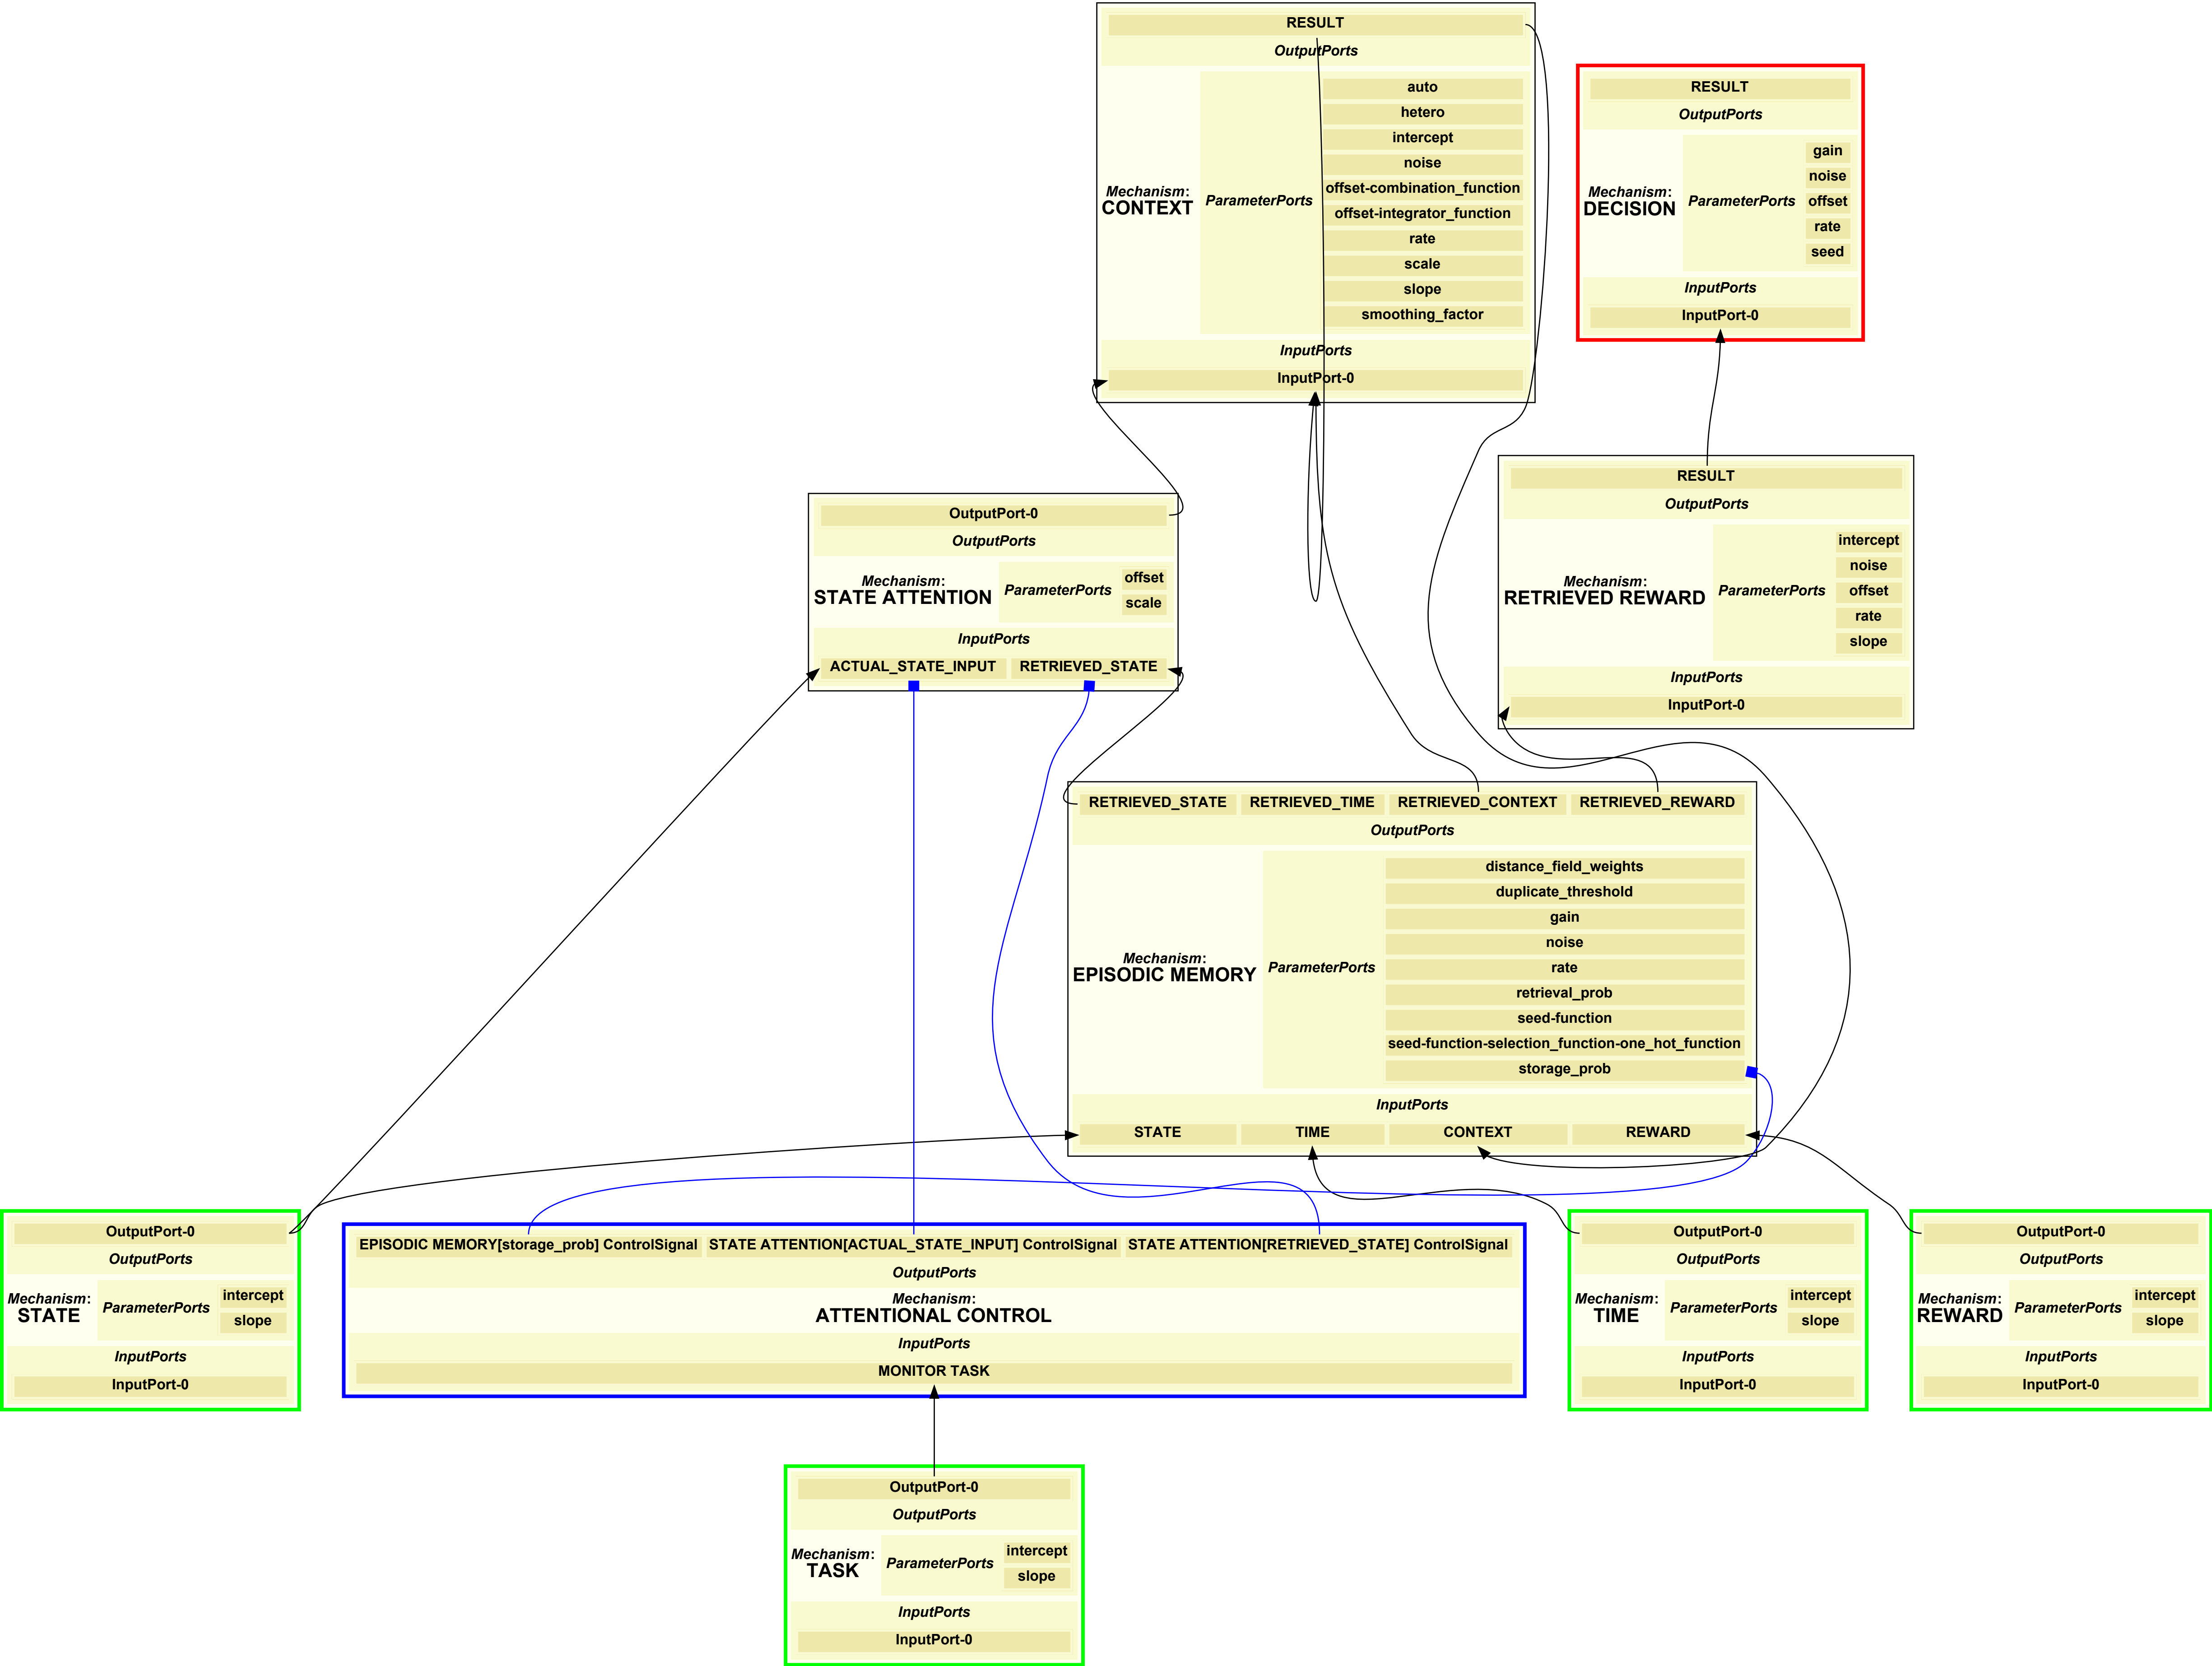 RESULT
OutputPorts
Mechanism:
CONTEXT
ParameterPorts
auto
hetero
intercept
noise
offset-combination_function
offset-integrator_function
rate
scale
slope
smoothing_factor
InputPorts
InputPort-0
RESULT
OutputPorts
Mechanism:
DECISION
ParameterPorts
gain
noise
offset
rate
seed
InputPorts
InputPort-0
OutputPort-0
OutputPorts
Mechanism:
STATE ATTENTION
ParameterPorts
offset
scale
InputPorts
ACTUAL_STATE_INPUT RETRIEVED_STATE
RESULT
OutputPorts
Mechanism:
RETRIEVED REWARD
ParameterPorts
intercept
noise
offset
rate
slope
InputPorts
InputPort-0
RETRIEVED_STATE RETRIEVED_TIME RETRIEVED_CONTEXT RETRIEVED_REWARD
OutputPorts
Mechanism:
EPISODIC MEMORY
ParameterPorts
distance_field_weights
duplicate_threshold
gain
noise
rate
retrieval_prob
seed-function
seed-function-selection_function-one_hot_function
storage_prob
InputPorts
STATE TIME CONTEXT REWARD
OutputPort-0
OutputPorts
Mechanism:
STATE
ParameterPorts
intercept
slope
InputPorts
InputPort-0
EPISODIC MEMORY[storage_prob] ControlSignal STATE ATTENTION[ACTUAL_STATE_INPUT] ControlSignal STATE ATTENTION[RETRIEVED_STATE] ControlSignal
OutputPorts
Mechanism:
ATTENTIONAL CONTROL
InputPorts
MONITOR TASK
OutputPort-0
OutputPorts
Mechanism:
TIME
ParameterPorts
intercept
slope
InputPorts
InputPort-0
OutputPort-0
OutputPorts
Mechanism:
REWARD
ParameterPorts
intercept
slope
InputPorts
InputPort-0
OutputPort-0
OutputPorts
Mechanism:
TASK
ParameterPorts
intercept
slope
InputPorts
InputPort-0